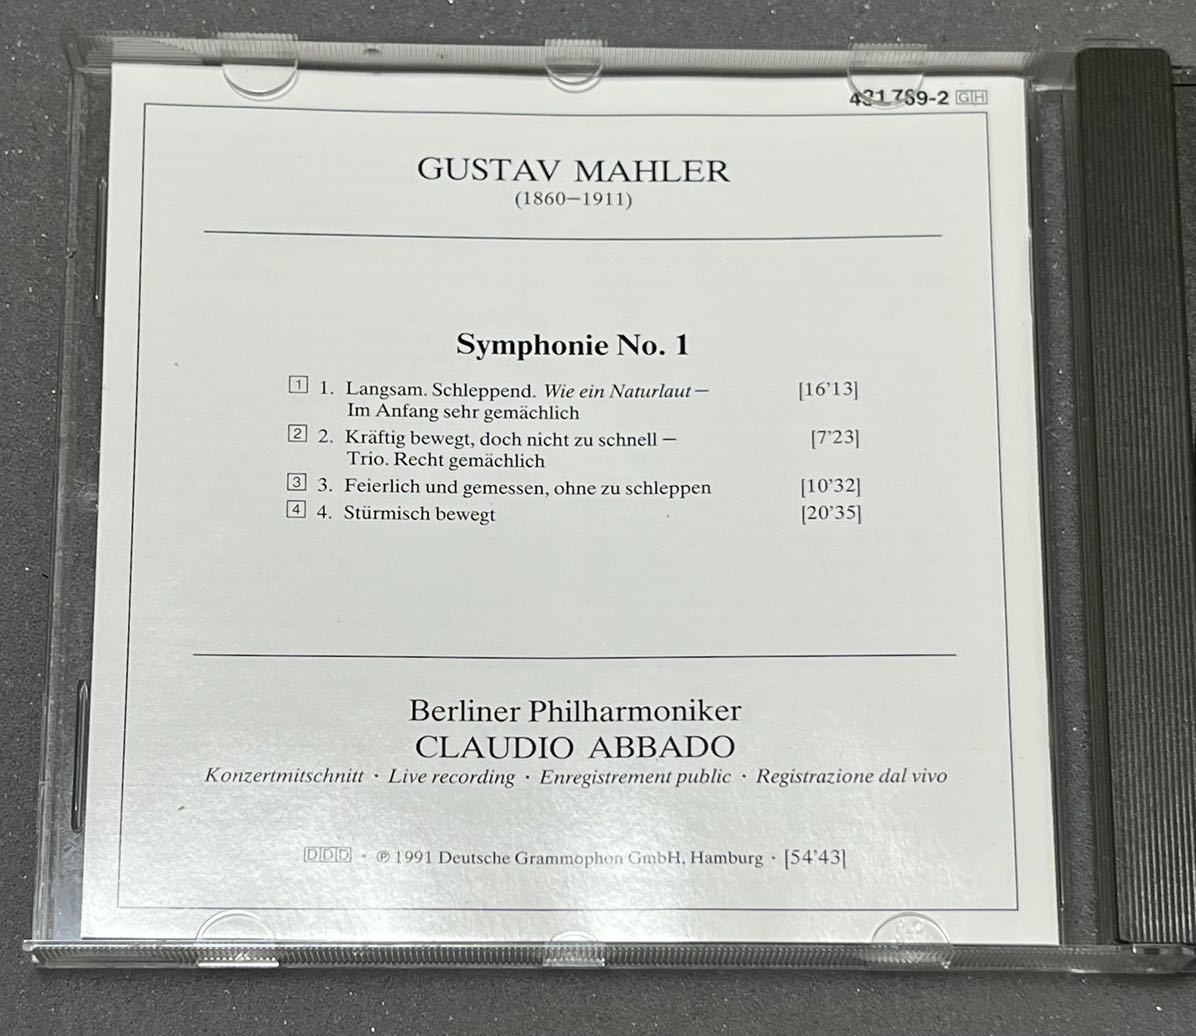 431 769-2 GH
GUSTAV MAHLER
(1860–1911)
Symphonie No. 1
1 1. Langsam. Schleppend. Wie ein Naturlaut – [16'13]
Im Anfang sehr gemächlich
2 2. Kräftig bewegt, doch nicht zu schnell – [7'23]
Trio. Recht gemächlich
3 3. Feierlich und gemessen, ohne zu schleppen [10'32]
4 4. Stürmisch bewegt [20'35]
Berliner Philharmoniker
CLAUDIO ABBADO
Konzertmitschnitt · Live recording · Enregistrement public · Registrazione dal vivo
DDD · ℗ 1991 Deutsche Grammophon GmbH, Hamburg · [54'43]